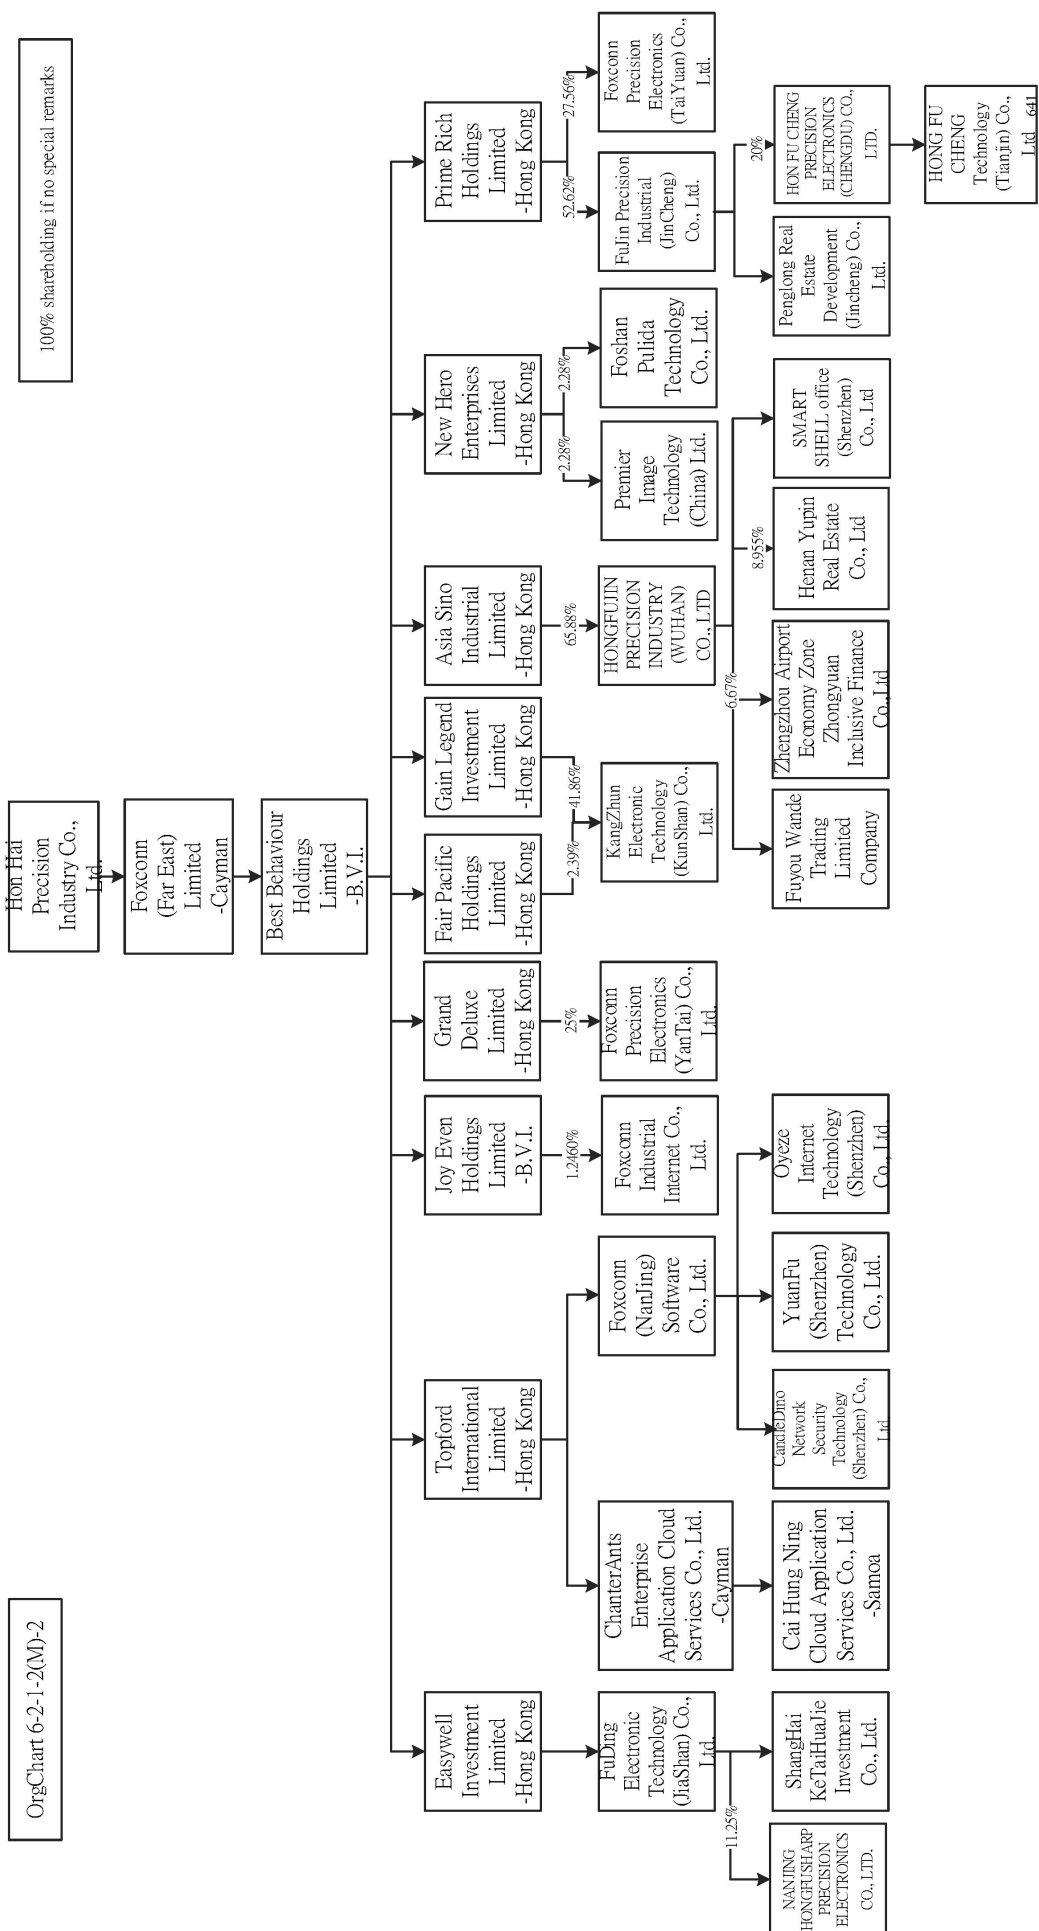 OrgChart 6-2-1-2(M)-2
100% shareholding if no special remarks
Hon Hai
Precision
Industry Co.,
Ltd.
Foxconn
(Far East)
Limited
-Cayman
Best Behaviour
Holdings
Limited
-B.V.I.
Easywell
Investment
Limited
-Hong Kong
Topford
International
Limited
-Hong Kong
Joy Even
Holdings
Limited
-B.V.I.
Grand
Deluxe
Limited
-Hong Kong
Fair Pacific
Holdings
Limited
-Hong Kong
Gain Legend
Investment
Limited
-Hong Kong
Asia Sino
Industrial
Limited
-Hong Kong
New Hero
Enterprises
Limited
-Hong Kong
Prime Rich
Holdings
Limited
-Hong Kong
1.2460%
25%
2.39%
41.86%
65.88%
2.28%
2.28%
52.62%
27.56%
FuDing
Electronic
Technology
(JiaShan) Co.,
Ltd.
ChanterAnts
Enterprise
Application Cloud
Services Co., Ltd.
-Cayman
Foxconn
(NanJing)
Software
Co., Ltd.
Foxconn
Industrial
Internet Co.,
Ltd.
Foxconn
Precision
Electronics
(YanTai) Co.,
Ltd.
KangZhun
Electronic
Technology
(KunShan) Co.,
Ltd.
HONGFUJIN
PRECISION
INDUSTRY
(WUHAN)
CO., LTD
Premier
Image
Technology
(China) Ltd.
Foshan
Pulida
Technology
Co., Ltd.
FuJin Precision
Industrial
(JinCheng)
Co., Ltd.
Foxconn
Precision
Electronics
(TaiYuan) Co.,
Ltd.
11.25%
6.67%
8.955%
20%
NANJING
HONGFUSHARP
PRECISION
ELECTRONICS
CO., LTD.
ShangHai
KeTaiHuaJie
Investment
Co., Ltd.
Cai Hung Ning
Cloud Application
Services Co., Ltd.
-Samoa
CandleDino
Network
Security
Technology
(Shenzhen) Co.,
Ltd.
YuanFu
(Shenzhen)
Technology
Co., Ltd.
Oyeze
Internet
Technology
(Shenzhen)
Co., Ltd.
Fuyou Wande
Trading
Limited
Company
Zhengzhou Airport
Economy Zone
Zhongyuan
Inclusive Finance
Co.,Ltd
Henan Yupin
Real Estate
Co., Ltd
SMART
SHELL office
(Shenzhen)
Co., Ltd
Penglong Real
Estate
Development
(Jincheng) Co.,
Ltd.
HON FU CHENG
PRECISION
ELECTRONICS
(CHENGDU) CO.,
LTD.
HONG FU
CHENG
Technology
(Tianjin) Co.,
Ltd 641